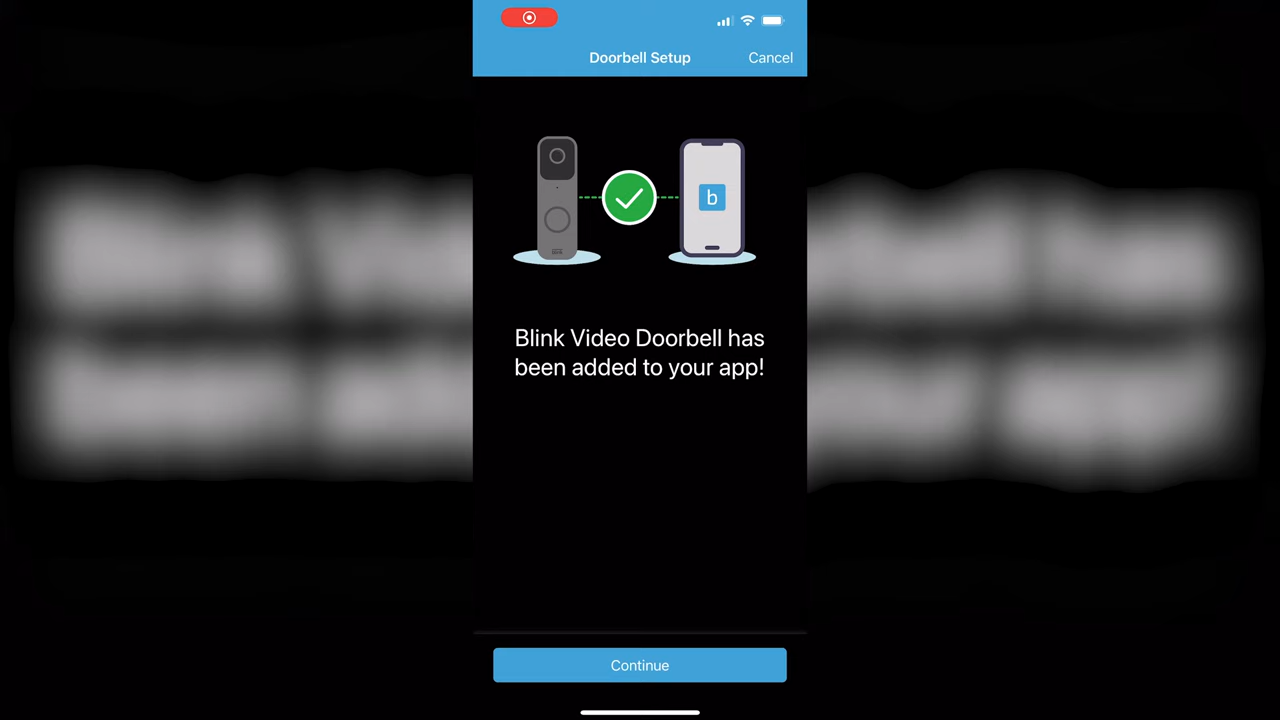 Doorbell Setup
Cancel
b
Blink Video Doorbell has
been added to your app!
Continue